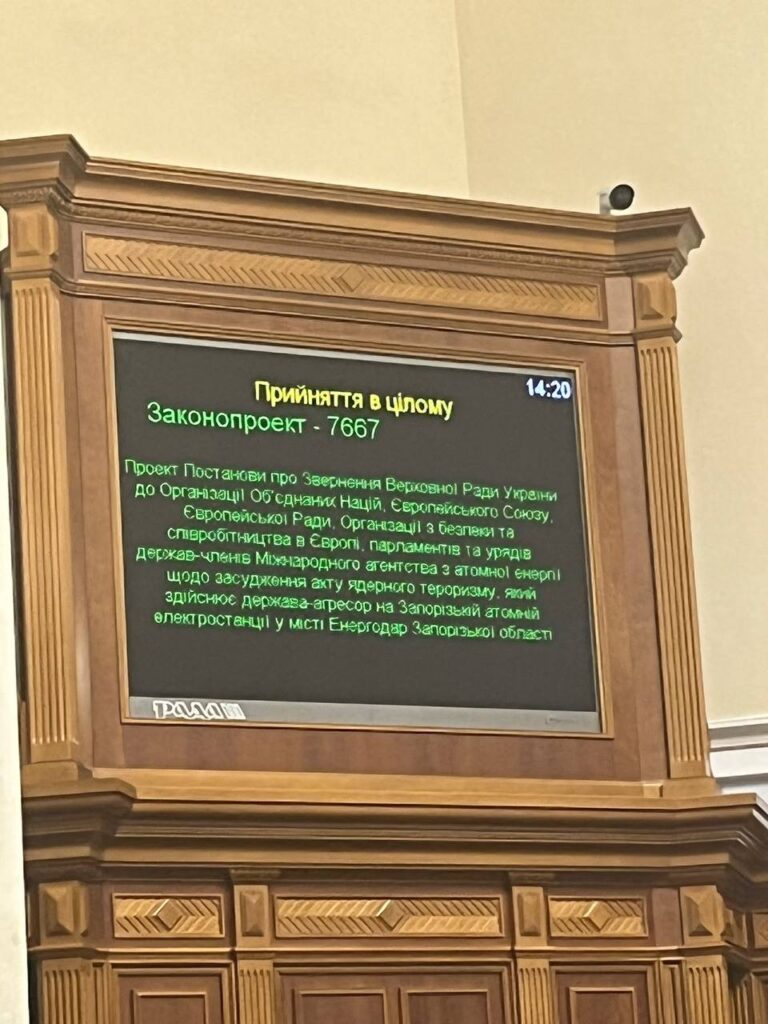 14:20
Прийняття в цілому
Законопроект - 7667
Проект Постанови про Звернення Верховної Ради України
до Організації Об'єднаних Націй, Європейського Союзу,
Європейської Ради, Організації з безпеки та
співробітництва в Європі, парламентів та урядів
держав-членів Міжнародного агентства з атомної енергії
щодо засудження акту ядерного тероризму, який
здійснює держава-агресор на Запорізькій атомній
електростанції у місті Енергодар Запорізької області
РАДА III